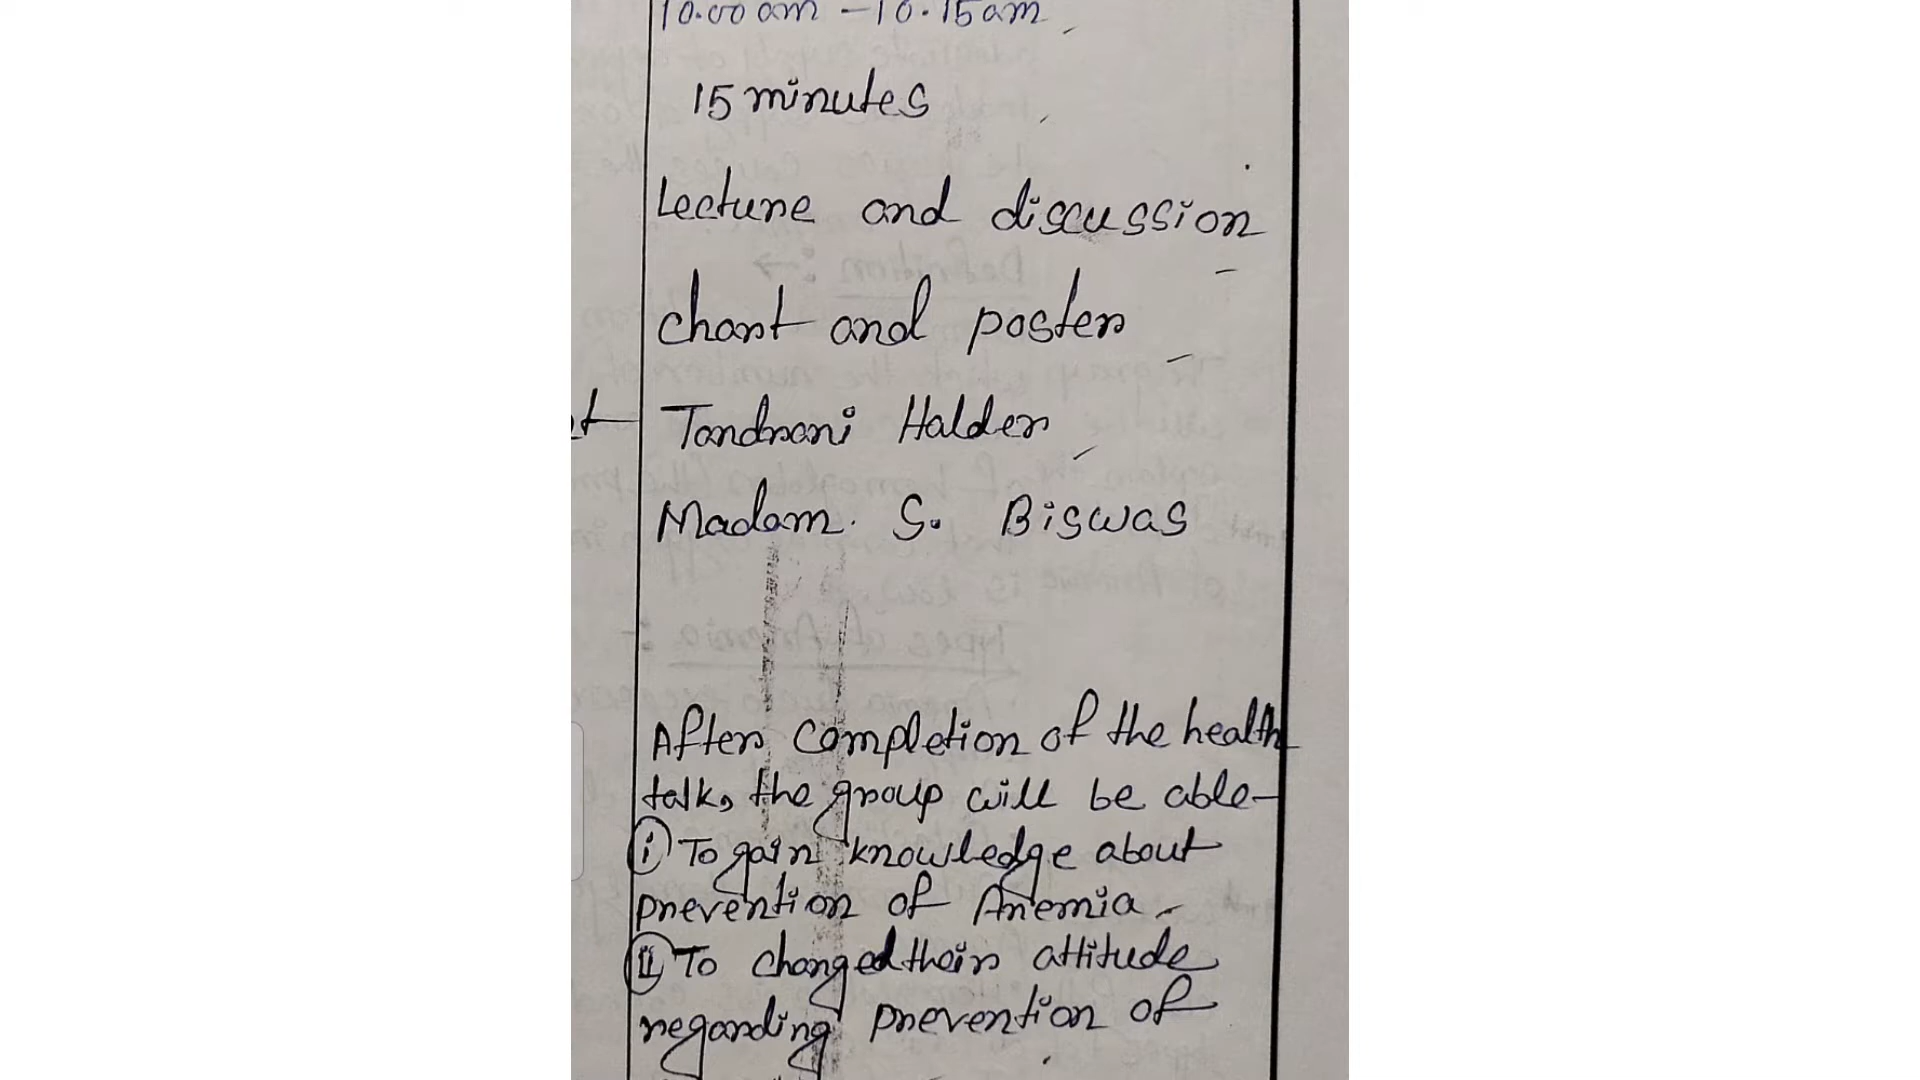 10.00 am - 10.15 am
15 minutes
Lecture and discussion
chart and poster
Tandrani Halder
Madam. S. Biswas
After completion of the health
talk, the group will be able-
i) To gain knowledge about
prevention of Anemia
ii) To changed their attitude
regarding prevention of